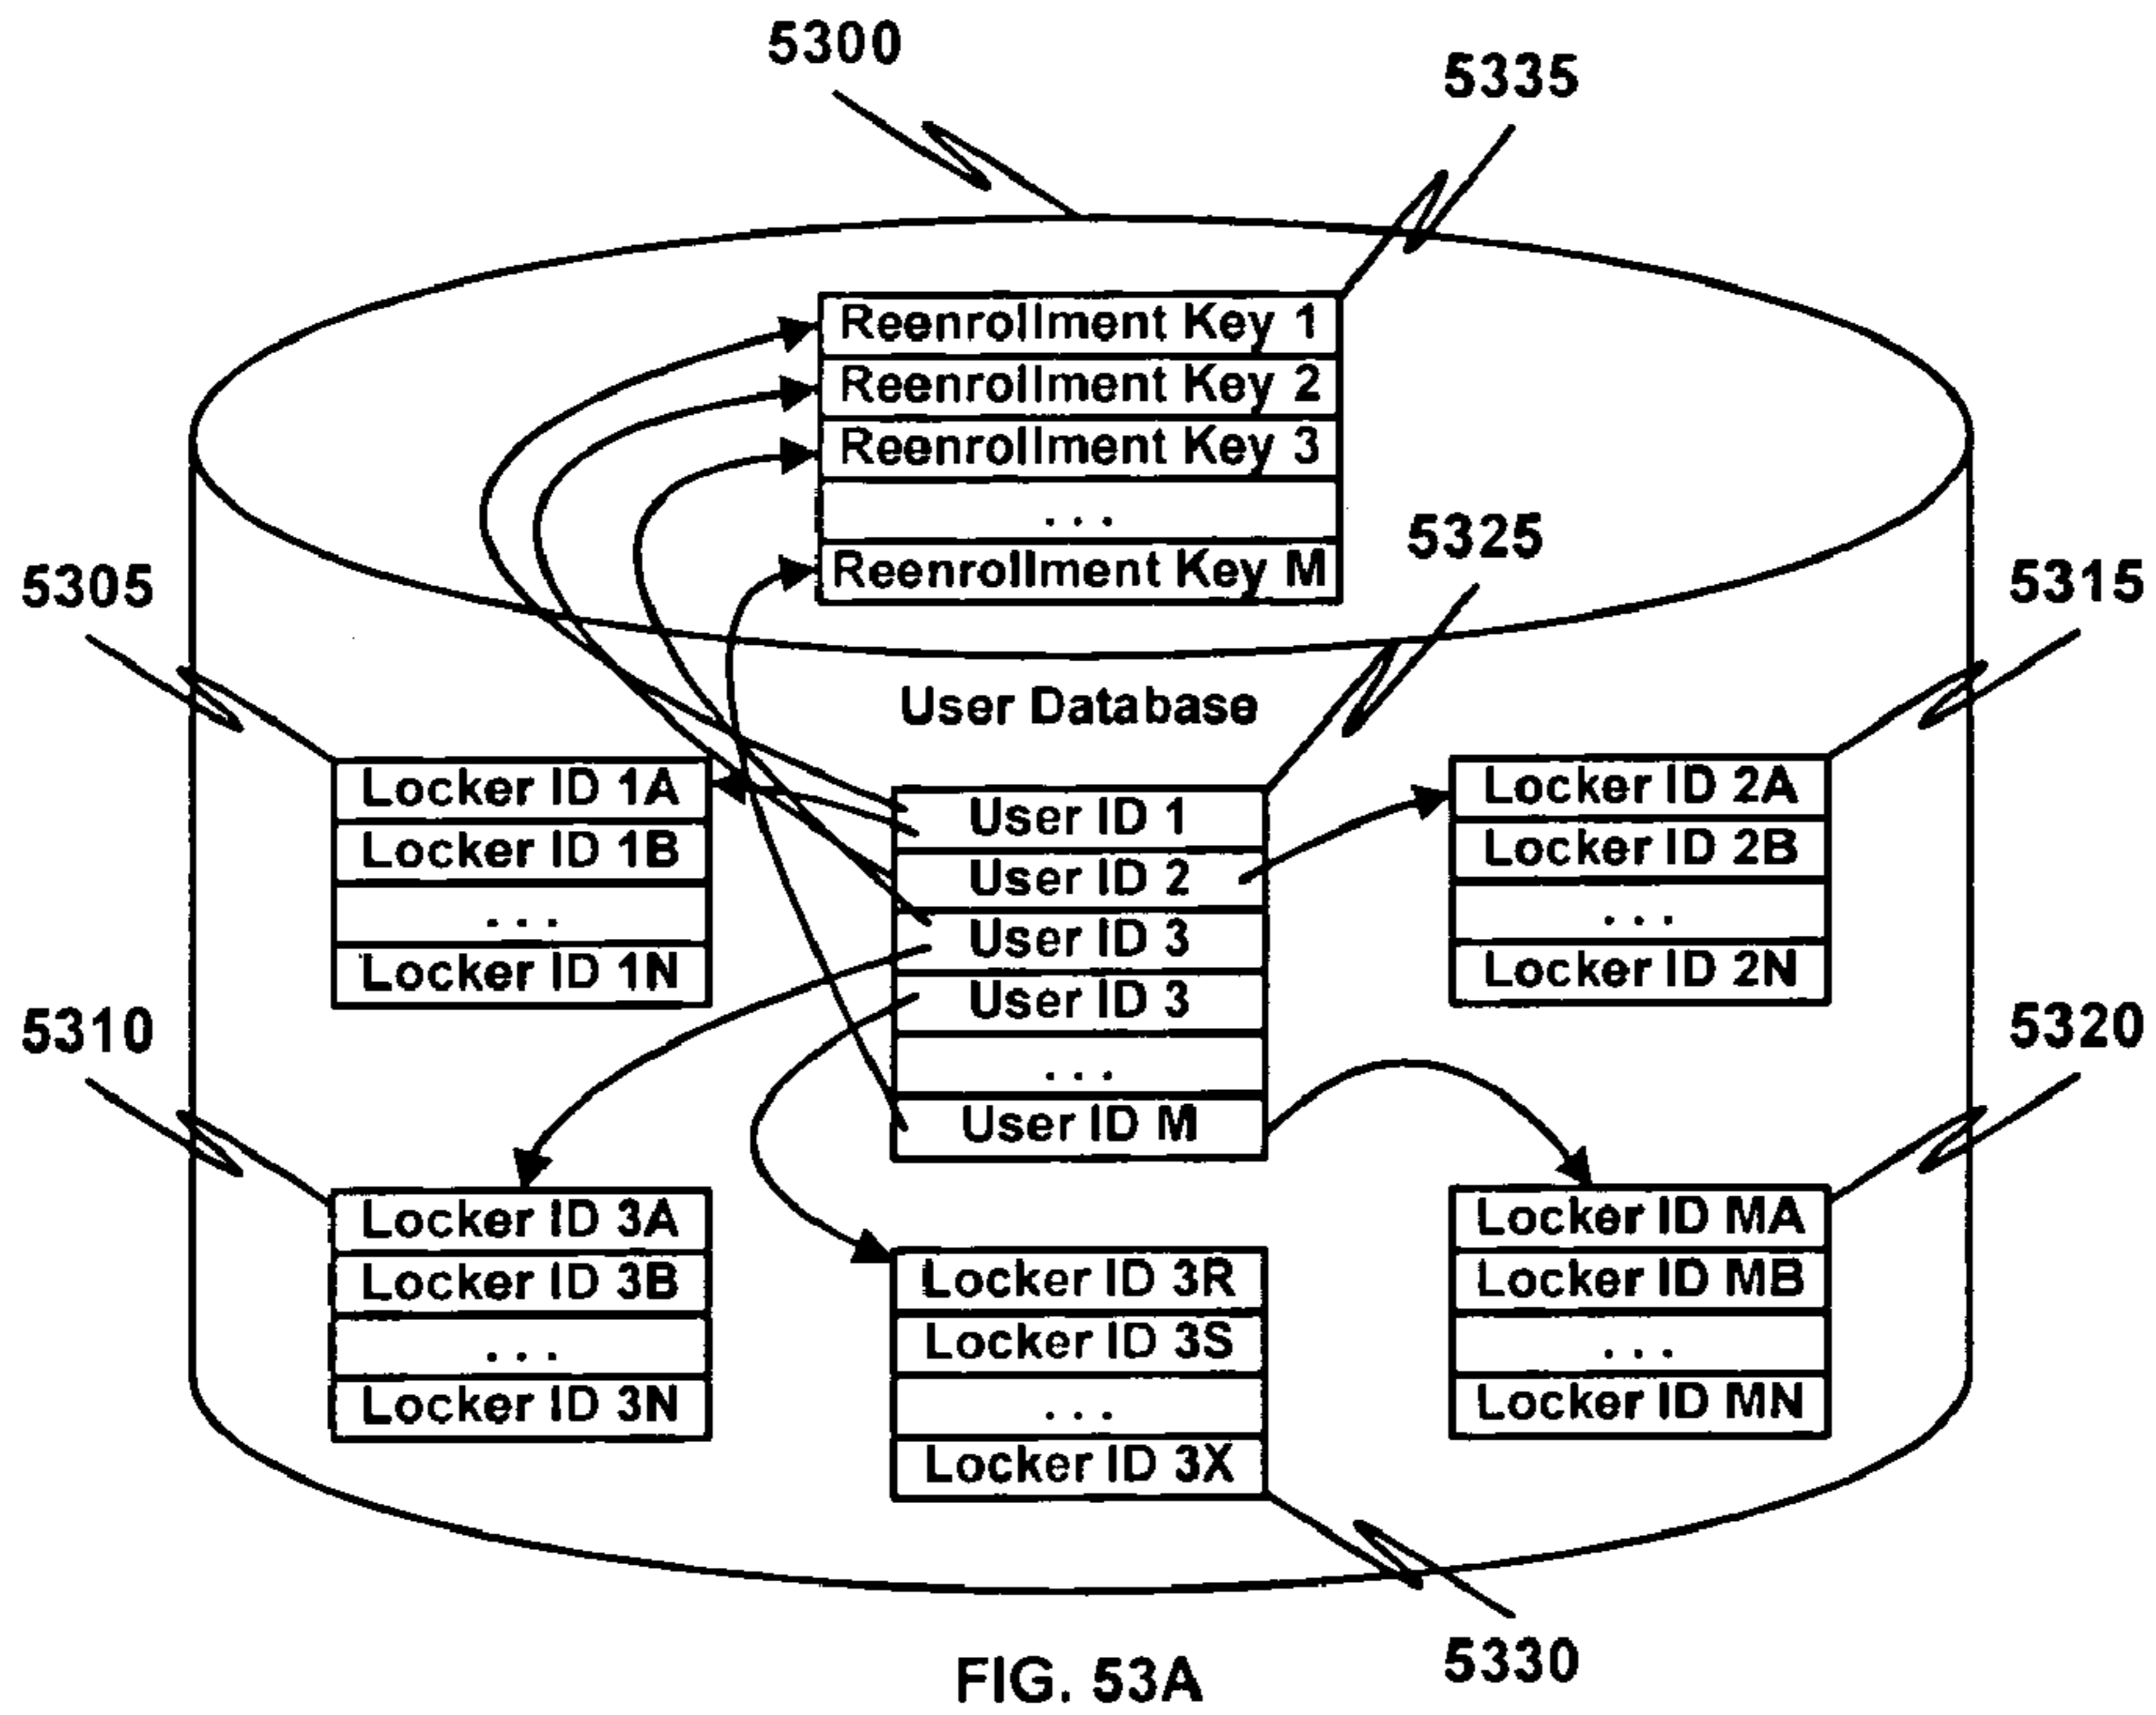 5300
5335
Reenrollment Key 1
Reenrollment Key 2
Reenrollment Key 3
. . .
Reenrollment Key M
5325
5305
5315
User Database
Locker ID 1A
Locker ID 1B
. . .
Locker ID 1N
User ID 1
User ID 2
User ID 3
User ID 3
. . .
User ID M
Locker ID 2A
Locker ID 2B
. . .
Locker ID 2N
5310
5320
Locker ID 3A
Locker ID 3B
. . .
Locker ID 3N
Locker ID 3R
Locker ID 3S
. . .
Locker ID 3X
Locker ID MA
Locker ID MB
. . .
Locker ID MN
5330
FIG. 53A